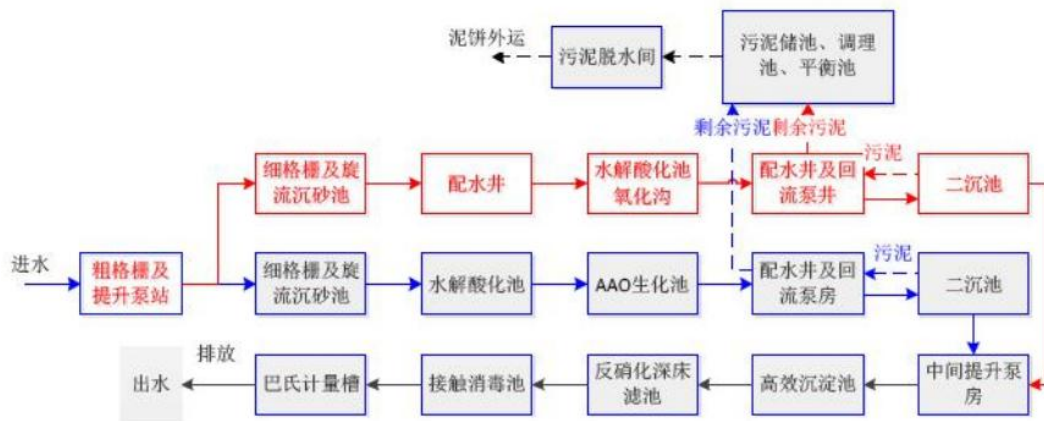 泥饼外运
污泥脱水间
污泥储池、调理
池、平衡池
剩余污泥
剩余污泥
细格栅及旋
流沉砂池
配水井
水解酸化池
氧化沟
配水井及回
流泵井
污泥
二沉池
进水
粗格栅及
提升泵站
细格栅及旋
流沉砂池
水解酸化池
AAO生化池
配水井及回
流泵房
污泥
二沉池
出水
排放
巴氏计量槽
接触消毒池
反硝化深床
滤池
高效沉淀池
中间提升泵
房